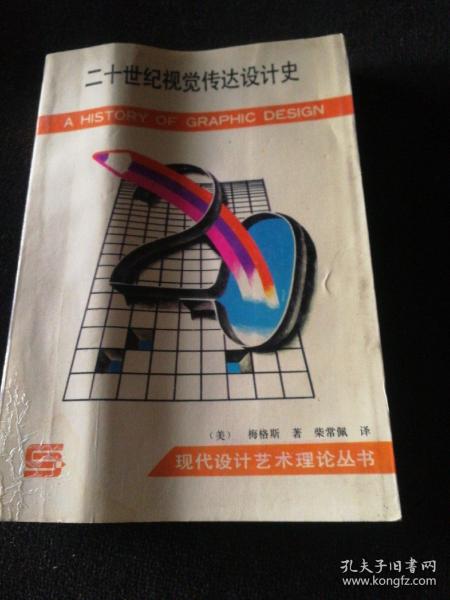 二十世纪视觉传达设计史
A HISTORY OF GRAPHIC DESIGN
（美） 梅格斯 著 柴常佩 译
现代设计艺术理论丛书
孔夫子旧书网
www.kongfz.com